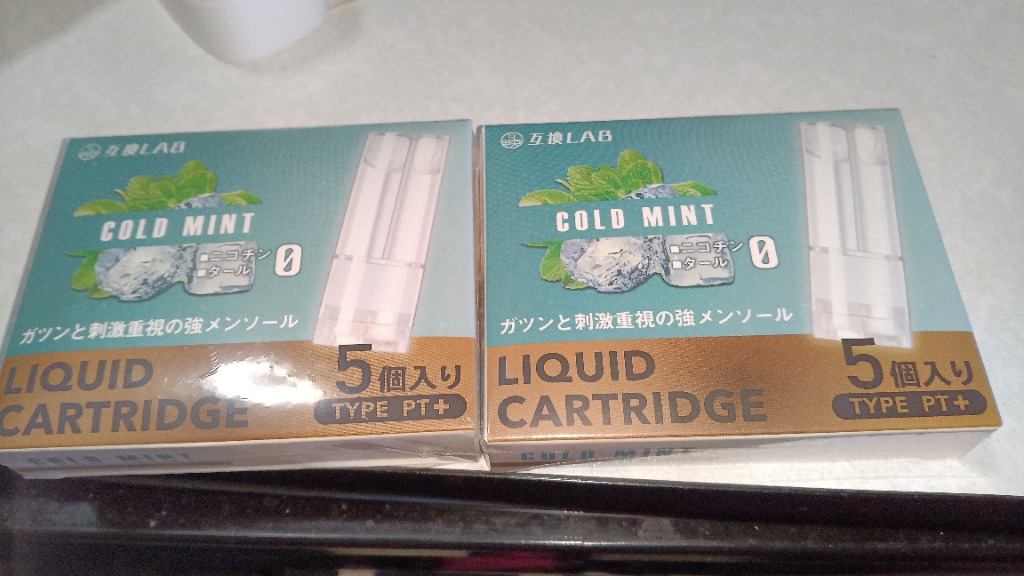 互換LAB
COLD MINT
■ニコチン
■タール
0
ガツンと刺激重視の強メンソール
LIQUID
CARTRIDGE
5個入り
TYPE PT+
COLD MINT
互換LAB
COLD MINT
■ニコチン
■タール
0
ガツンと刺激重視の強メンソール
LIQUID
CARTRIDGE
5個入り
TYPE PT+
COLD MINT